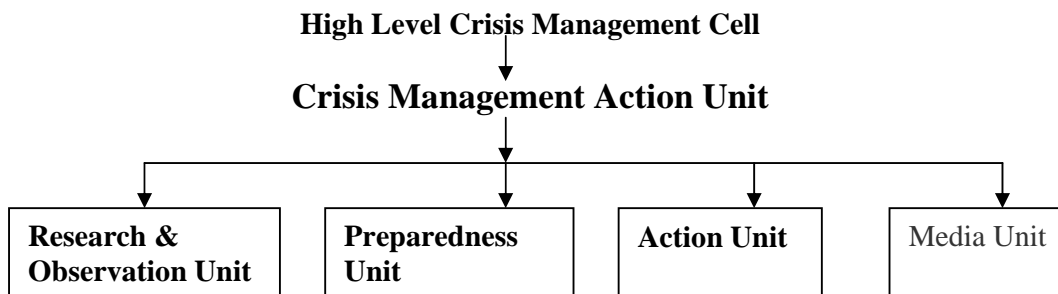 High Level Crisis Management Cell
Crisis Management Action Unit
Research &
Observation Unit
Preparedness
Unit
Action Unit
Media Unit